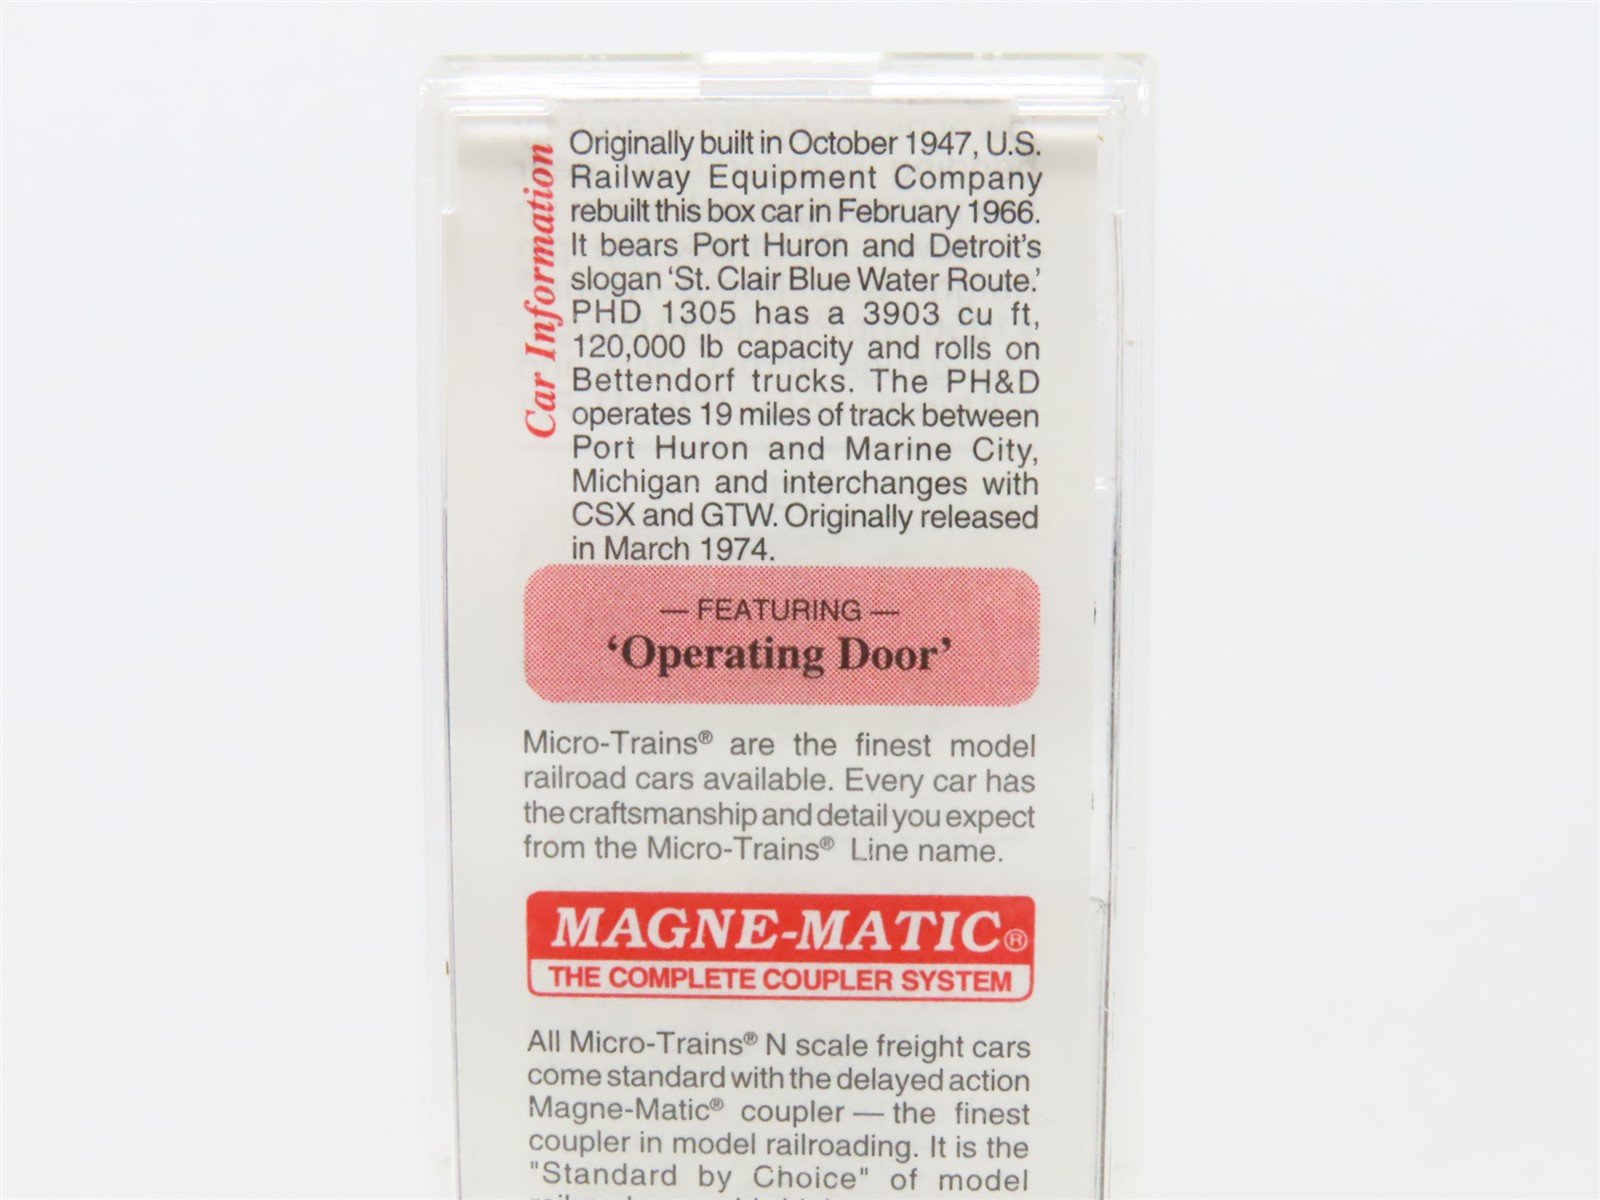 Car Information
Originally built in October 1947, U.S.
Railway Equipment Company
rebuilt this box car in February 1966.
It bears Port Huron and Detroit's
slogan 'St. Clair Blue Water Route.'
PHD 1305 has a 3903 cu ft,
120,000 lb capacity and rolls on
Bettendorf trucks. The PH&D
operates 19 miles of track between
Port Huron and Marine City,
Michigan and interchanges with
CSX and GTW. Originally released
in March 1974.
— FEATURING —
'Operating Door'
Micro-Trains® are the finest model
railroad cars available. Every car has
the craftsmanship and detail you expect
from the Micro-Trains® Line name.
MAGNE-MATIC®
THE COMPLETE COUPLER SYSTEM
All Micro-Trains® N scale freight cars
come standard with the delayed action
Magne-Matic® coupler — the finest
coupler in model railroading. It is the
"Standard by Choice" of model